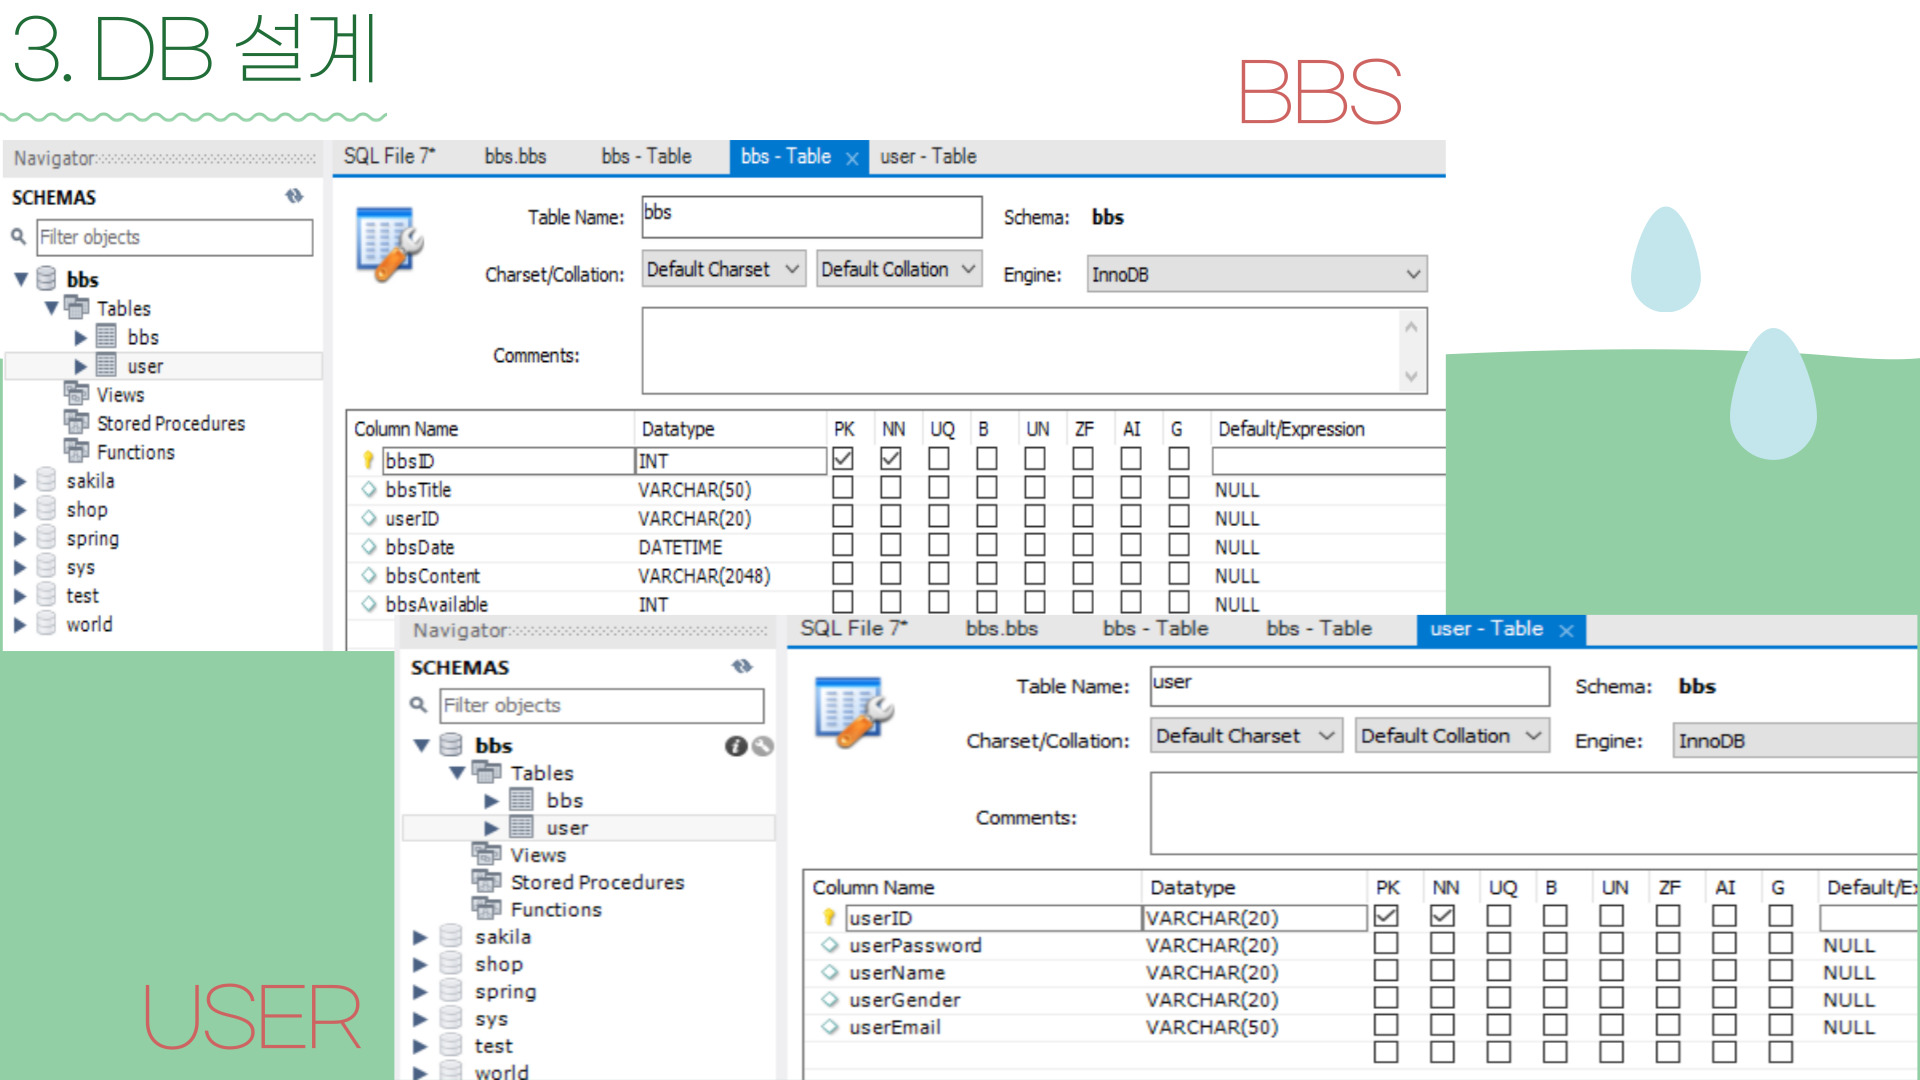 3. DB 설계
BBS
Navigator
SCHEMAS
Filter objects
bbs
Tables
bbs
user
Views
Stored Procedures
Functions
sakila
shop
spring
sys
test
world
SQL File 7* bbs.bbs bbs - Table bbs - Table user - Table
Table Name: bbs Schema: bbs
Charset/Collation: Default Charset Default Collation Engine: InnoDB
Comments:
Column Name Datatype PK NN UQ B UN ZF AI G Default/Expression
bbsID INT
bbsTitle VARCHAR(50) NULL
userID VARCHAR(20) NULL
bbsDate DATETIME NULL
bbsContent VARCHAR(2048) NULL
bbsAvailable INT NULL
USER
Navigator
SCHEMAS
Filter objects
bbs
Tables
bbs
user
Views
Stored Procedures
Functions
sakila
shop
spring
sys
test
world
SQL File 7* bbs.bbs bbs - Table bbs - Table user - Table
Table Name: user Schema: bbs
Charset/Collation: Default Charset Default Collation Engine: InnoDB
Comments:
Column Name Datatype PK NN UQ B UN ZF AI G Default/Ex
userID VARCHAR(20)
userPassword VARCHAR(20) NULL
userName VARCHAR(20) NULL
userGender VARCHAR(20) NULL
userEmail VARCHAR(50) NULL